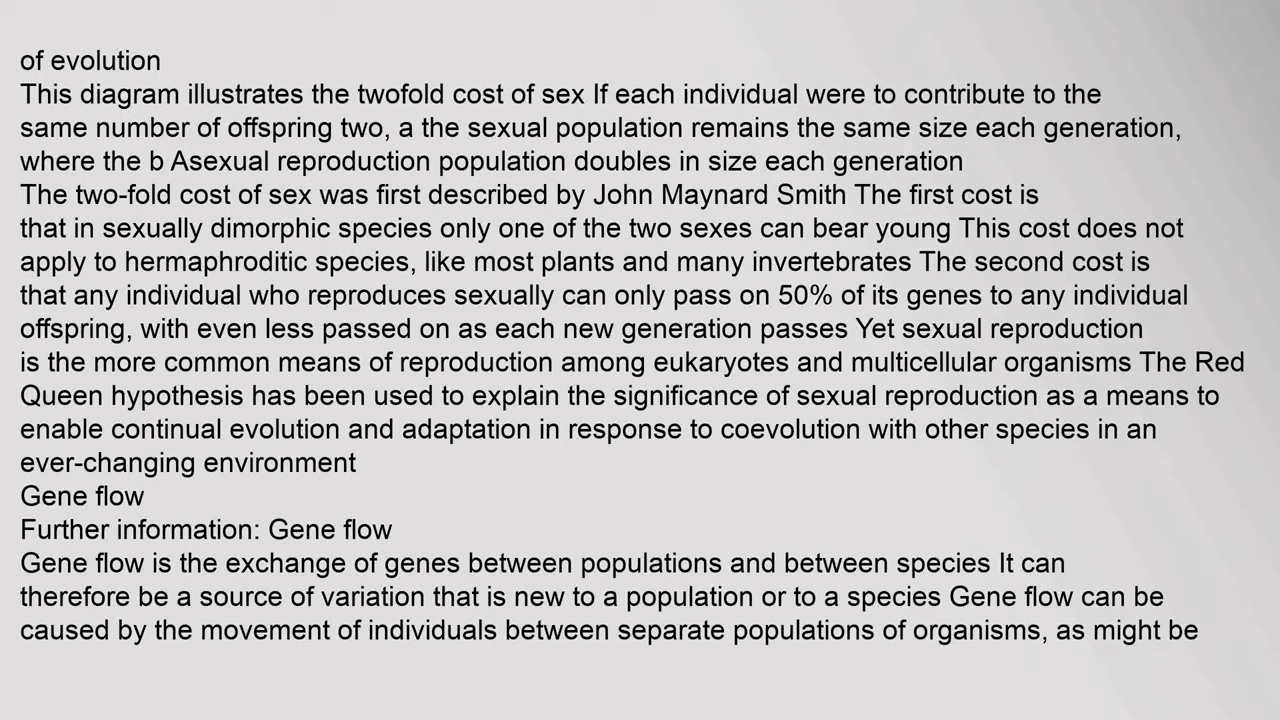 of evolution
This diagram illustrates the twofold cost of sex If each individual were to contribute to the
same number of offspring two, a the sexual population remains the same size each generation,
where the b Asexual reproduction population doubles in size each generation
The two-fold cost of sex was first described by John Maynard Smith The first cost is
that in sexually dimorphic species only one of the two sexes can bear young This cost does not
apply to hermaphroditic species, like most plants and many invertebrates The second cost is
that any individual who reproduces sexually can only pass on 50% of its genes to any individual
offspring, with even less passed on as each new generation passes Yet sexual reproduction
is the more common means of reproduction among eukaryotes and multicellular organisms The Red
Queen hypothesis has been used to explain the significance of sexual reproduction as a means to
enable continual evolution and adaptation in response to coevolution with other species in an
ever-changing environment
Gene flow
Further information: Gene flow
Gene flow is the exchange of genes between populations and between species It can
therefore be a source of variation that is new to a population or to a species Gene flow can be
caused by the movement of individuals between separate populations of organisms, as might be